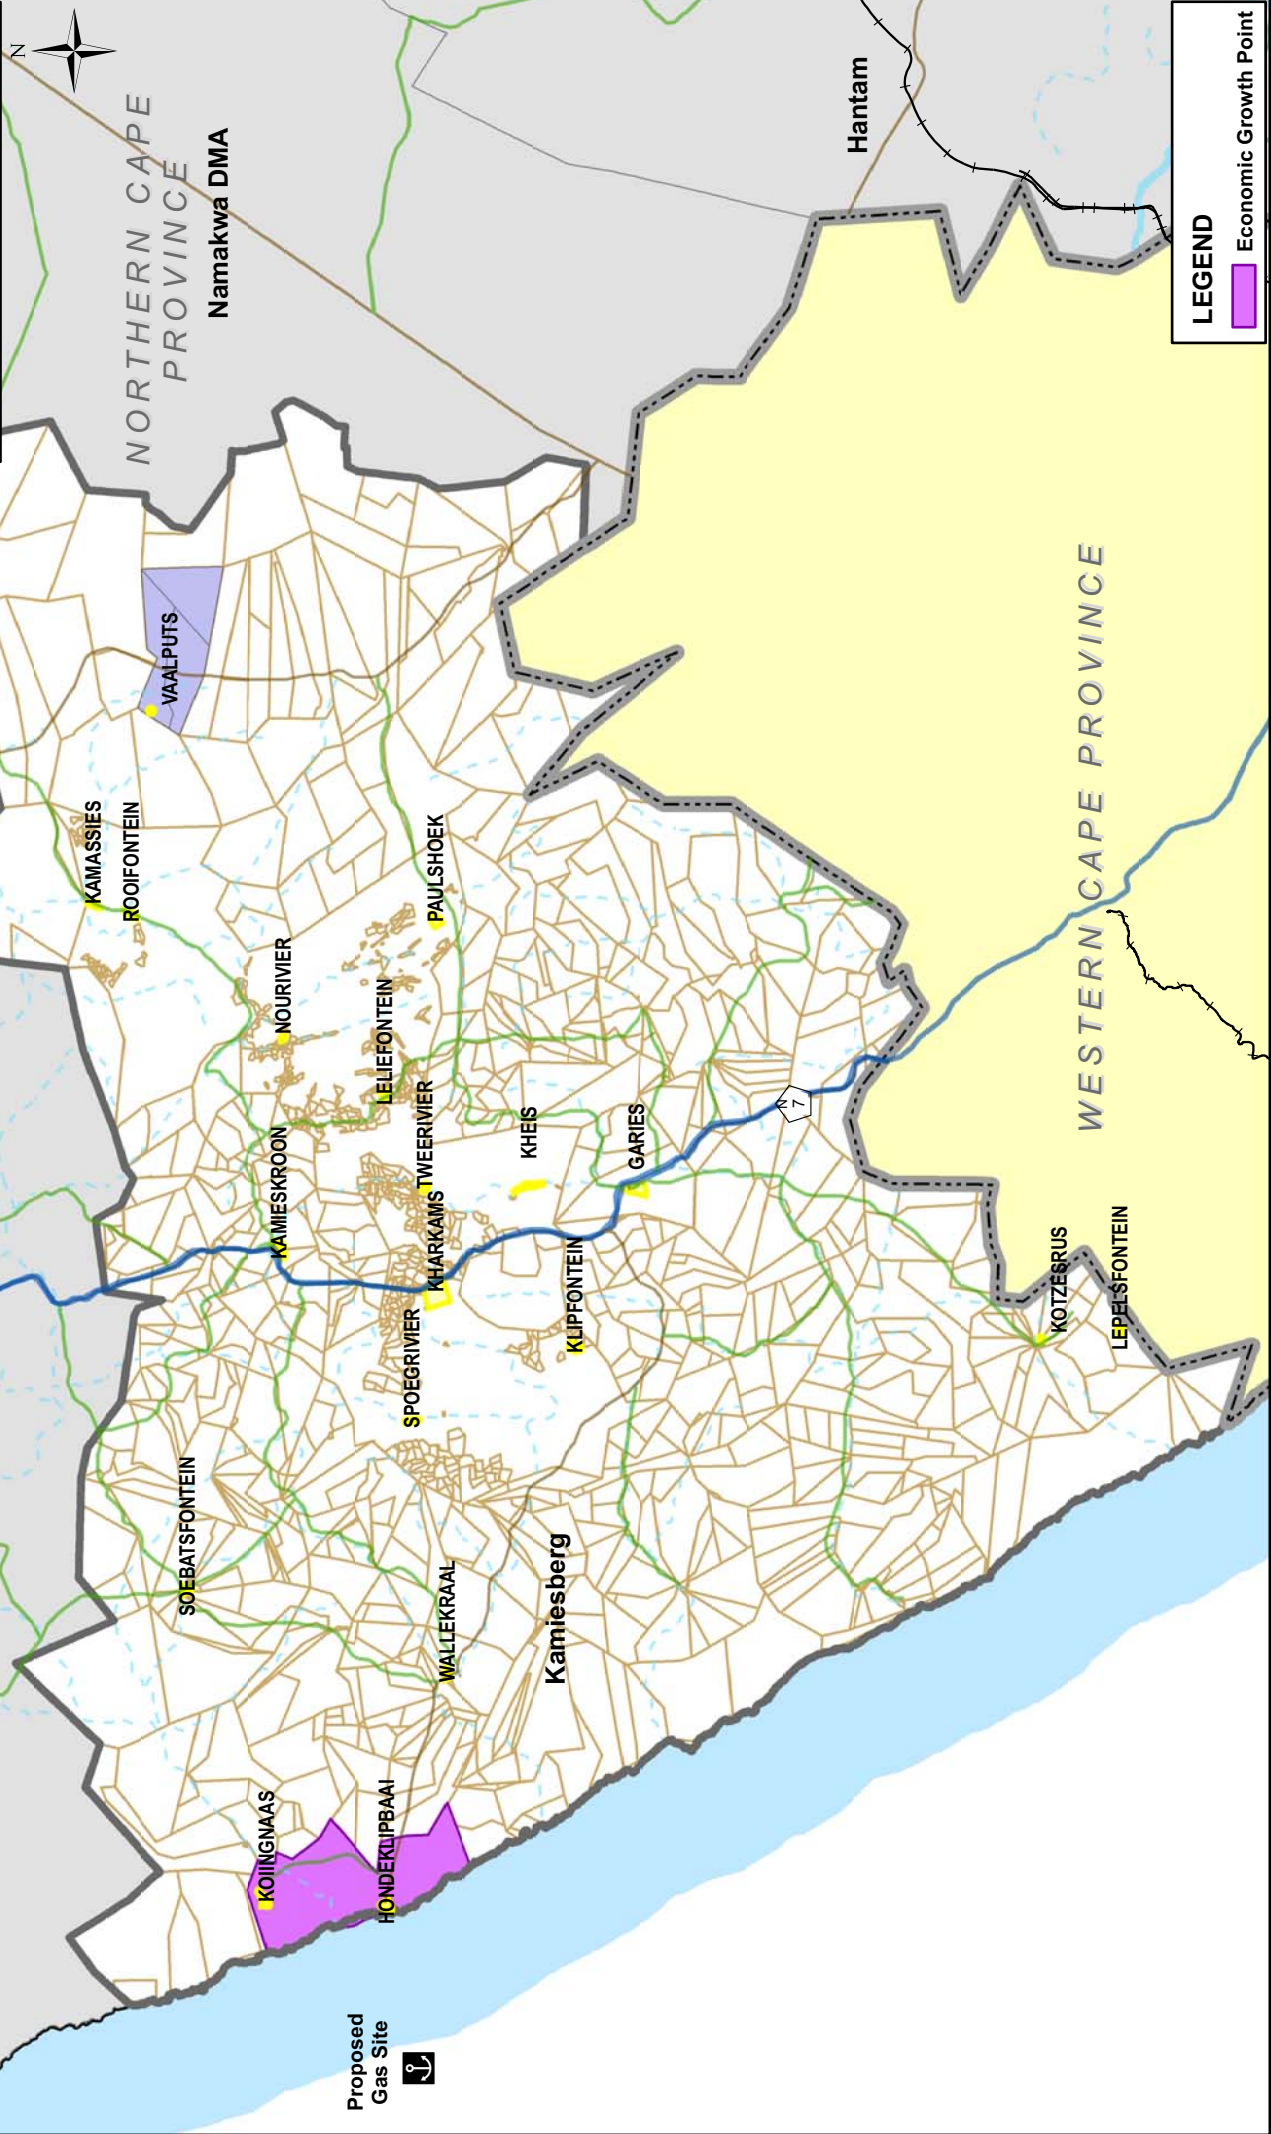 N
NORTHERN CAPE
PROVINCE
Namakwa DMA
Hantam
LEGEND
Economic Growth Point
VAALPUTS
KAMASSIES
ROOIFONTEIN
PAULSHOEK
NOURIVIER
LELIEFONTEIN
TWEERIVIER
KHEIS
GARIES
N
7
KAMIESKROON
KHARKAMS
KLIPFONTEIN
SPOEGRIVIER
KOTZESRUS
LEPELSFONTEIN
WESTERN CAPE PROVINCE
SOEBATSFONTEIN
WALLEKRAAL
Kamiesberg
KOIINGNAAS
HONDEKLIPBAAI
Proposed
Gas Site